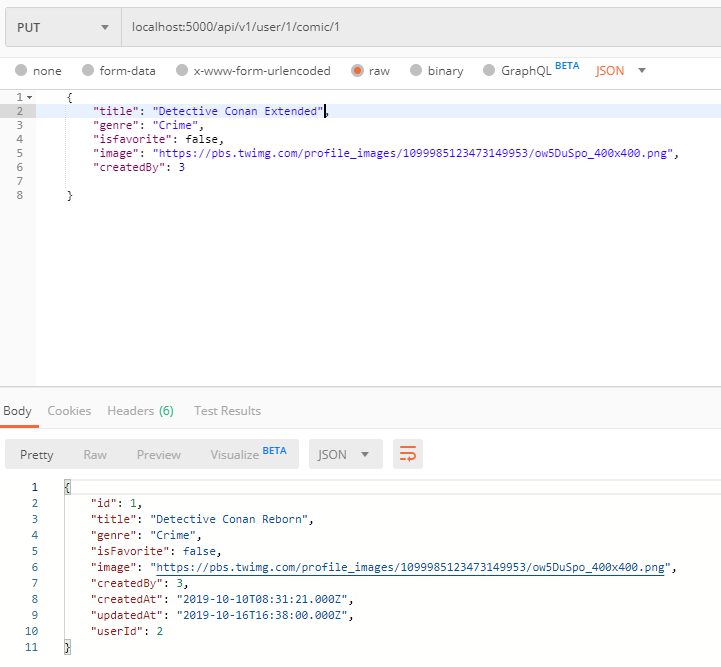 PUT localhost:5000/api/v1/user/1/comic/1
none form-data x-www-form-urlencoded raw binary GraphQL BETA JSON
1 {
2 "title": "Detective Conan Extended",
3 "genre": "Crime",
4 "isfavorite": false,
5 "image": "https://pbs.twimg.com/profile_images/1099985123473149953/ow5DuSpo_400x400.png",
6 "createdBy": 3
7
8 }
Body Cookies Headers (6) Test Results
Pretty Raw Preview Visualize BETA JSON
1 {
2 "id": 1,
3 "title": "Detective Conan Reborn",
4 "genre": "Crime",
5 "isFavorite": false,
6 "image": "https://pbs.twimg.com/profile_images/1099985123473149953/ow5DuSpo_400x400.png",
7 "createdBy": 3,
8 "createdAt": "2019-10-10T08:31:21.000Z",
9 "updatedAt": "2019-10-16T16:38:00.000Z",
10 "userId": 2
11 }